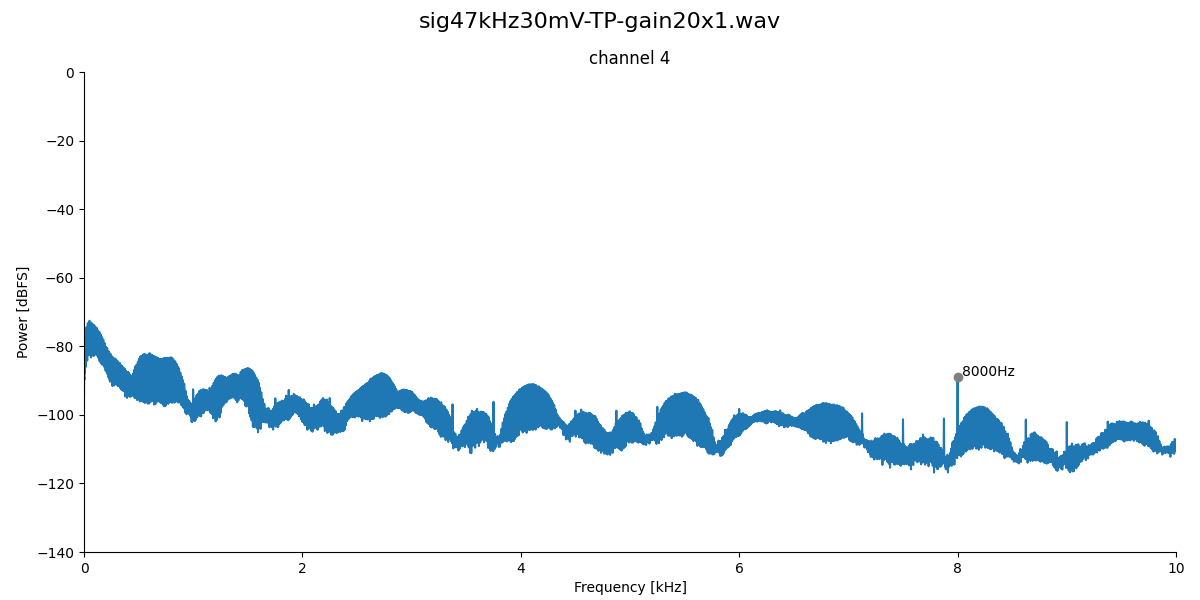 sig47kHz30mV-TP-gain20x1.wav
channel 4
0
−20
−40
−60
−80
−100
−120
−140
Power [dBFS]
8000Hz
0 2 4 6 8 10
Frequency [kHz]